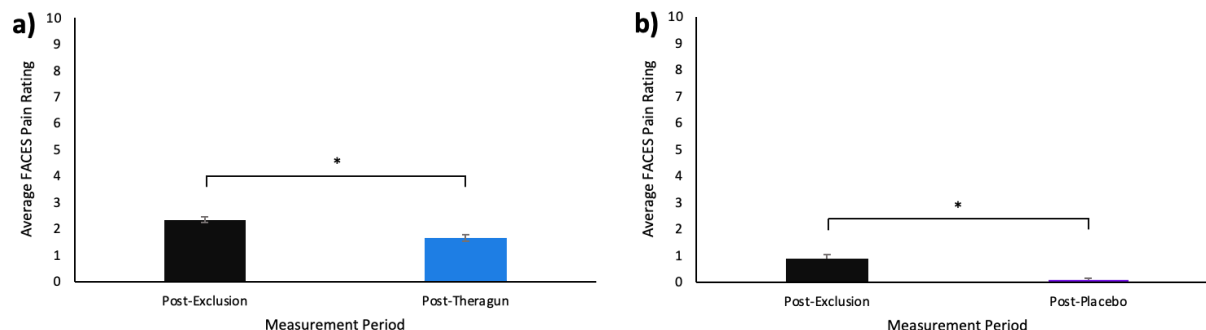 a)
Average FACES Pain Rating
10
9
8
7
6
5
4
3
2
1
0
*
Post-Exclusion
Post-Theragun
Measurement Period
b)
Average FACES Pain Rating
10
9
8
7
6
5
4
3
2
1
0
*
Post-Exclusion
Post-Placebo
Measurement Period